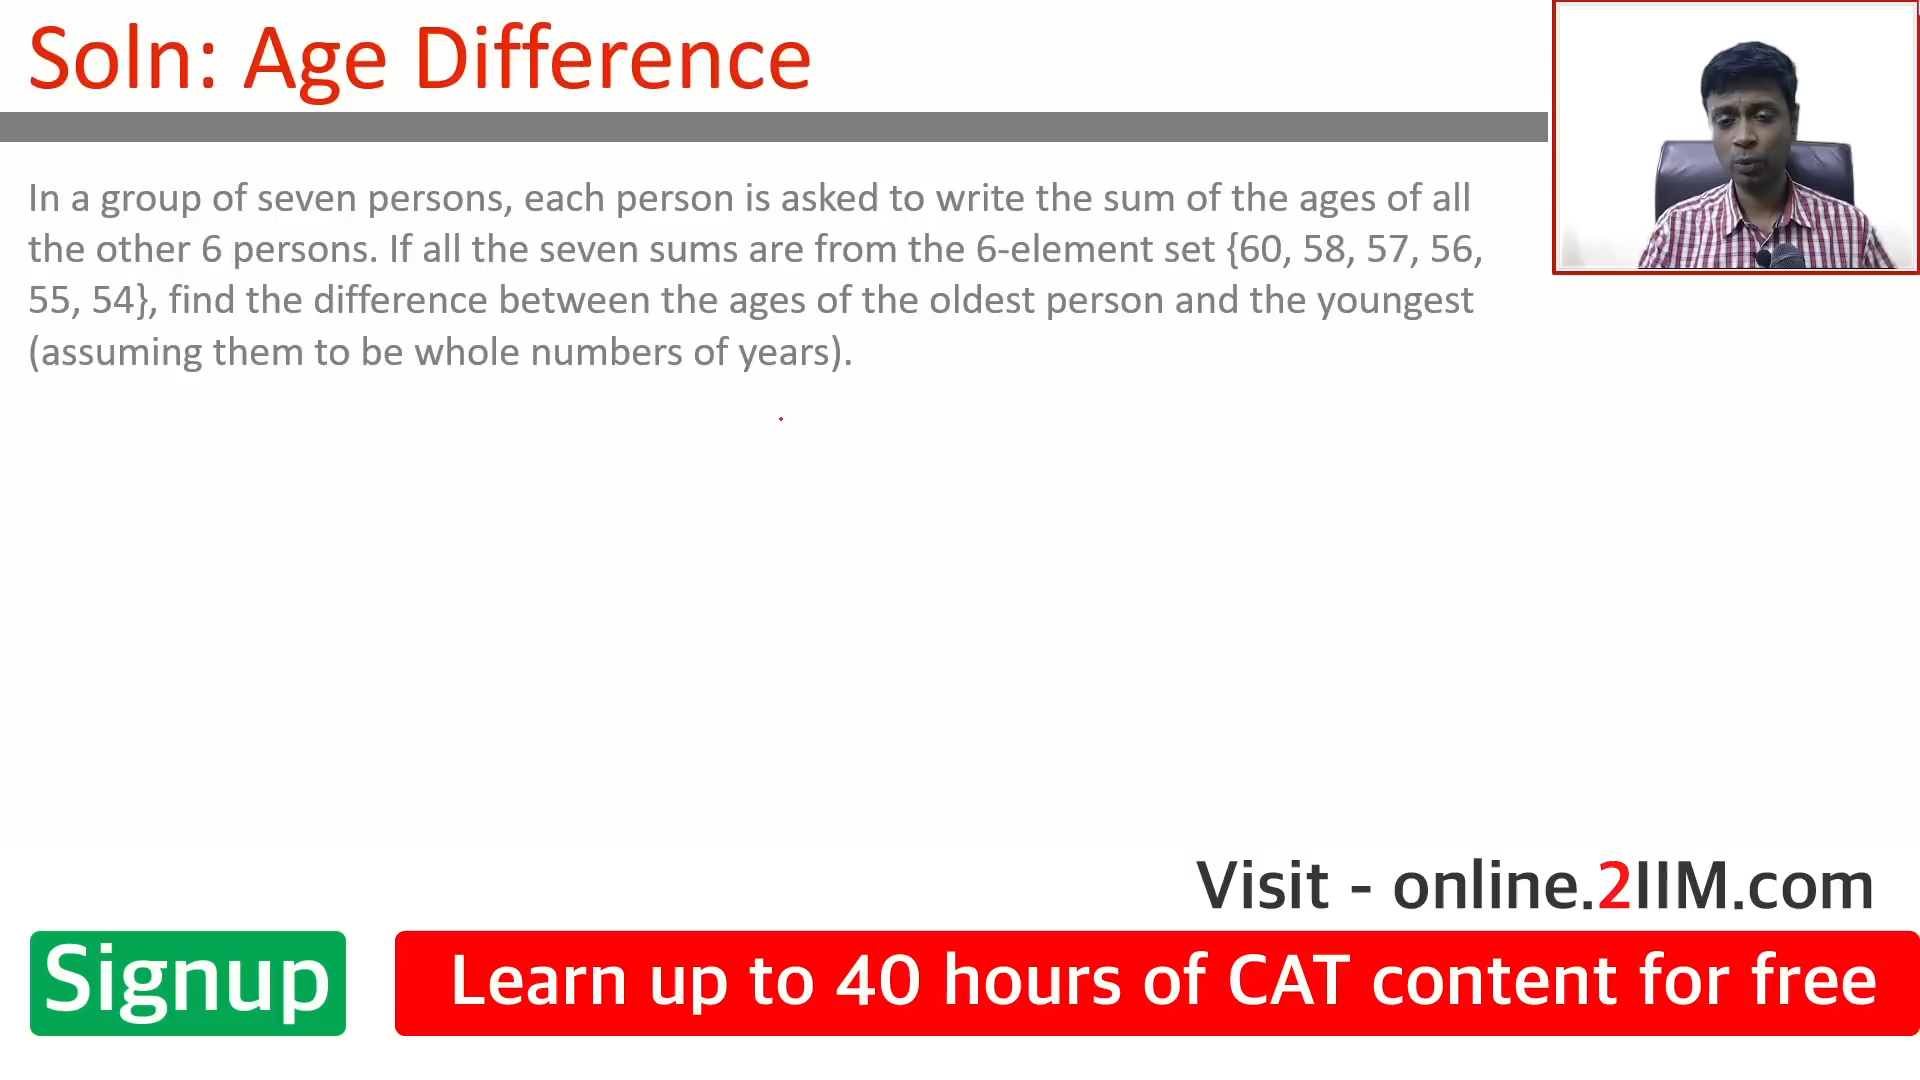 Soln: Age Difference
In a group of seven persons, each person is asked to write the sum of the ages of all
the other 6 persons. If all the seven sums are from the 6-element set {60, 58, 57, 56,
55, 54}, find the difference between the ages of the oldest person and the youngest
(assuming them to be whole numbers of years).
Visit - online.2IIM.com
Signup
Learn up to 40 hours of CAT content for free